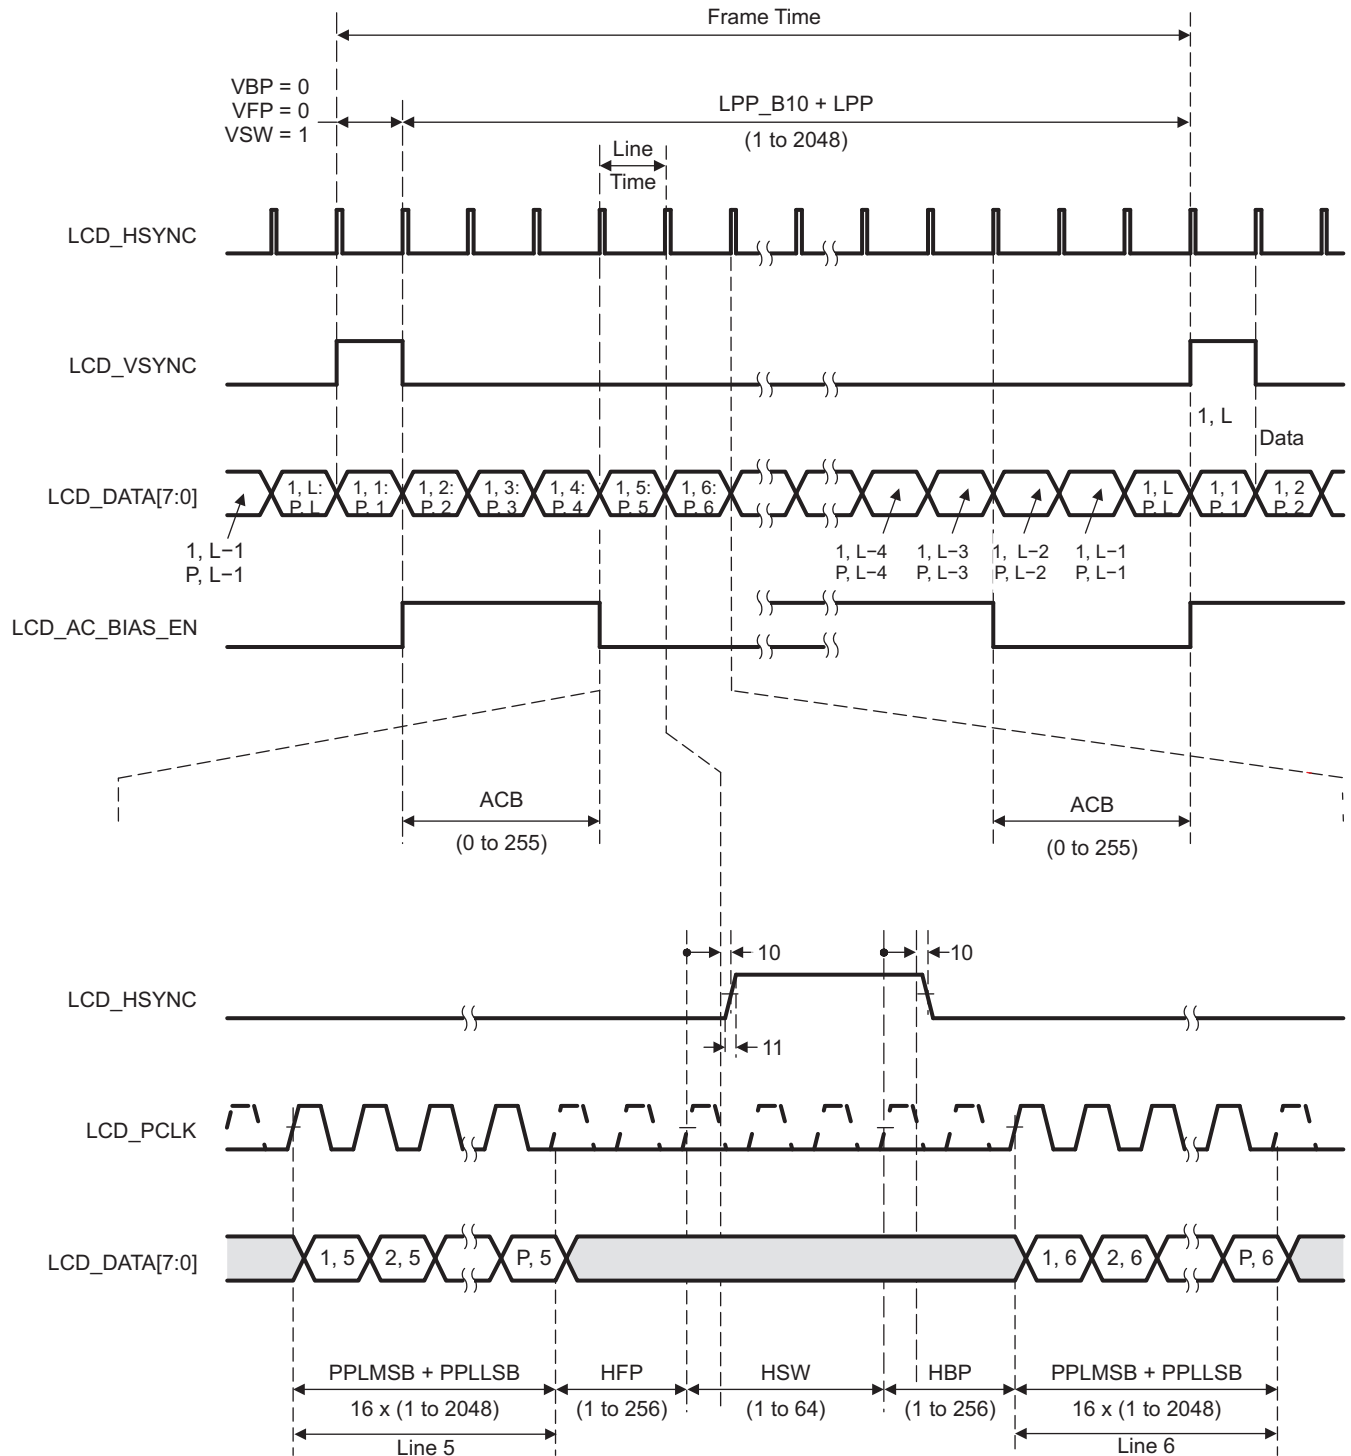 Frame Time
VBP = 0
VFP = 0
VSW = 1
LPP_B10 + LPP
(1 to 2048)
Line
Time
LCD_HSYNC
LCD_VSYNC
1, L
Data
LCD_DATA[7:0]
1, L:
P, L
1, 1:
P, 1
1, 2:
P, 2
1, 3:
P, 3
1, 4:
P, 4
1, 5:
P, 5
1, 6:
P, 6
1, L
P, L
1, 1
P, 1
1, 2
P, 2
1, L−1
P, L−1
1, L−4
P, L−4
1, L−3
P, L−3
1, L−2
P, L−2
1, L−1
P, L−1
LCD_AC_BIAS_EN
ACB
(0 to 255)
ACB
(0 to 255)
10
10
LCD_HSYNC
11
LCD_PCLK
LCD_DATA[7:0]
1, 5
2, 5
P, 5
1, 6
2, 6
P, 6
PPLMSB + PPLLSB
16 x (1 to 2048)
Line 5
HFP
(1 to 256)
HSW
(1 to 64)
HBP
(1 to 256)
PPLMSB + PPLLSB
16 x (1 to 2048)
Line 6